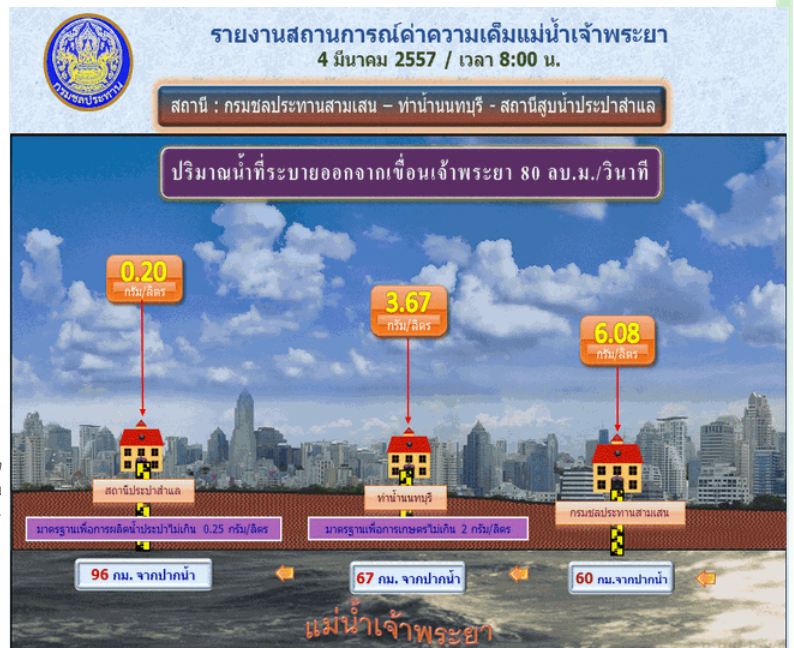 รายงานสถานการณ์ค่าความเค็มแม่น้ำเจ้าพระยา
4 มีนาคม 2557 / เวลา 8:00 น.
กรมชลประทาน
สถานี : กรมชลประทานสามเสน – ท่าน้ำนนทบุรี - สถานีสูบน้ำประปาสำแล
ปริมาณน้ำที่ระบายออกจากเขื่อนเจ้าพระยา 80 ลบ.ม./วินาที
0.20
กรัม/ลิตร
3.67
กรัม/ลิตร
6.08
กรัม/ลิตร
สถานีประปาสำแล
ท่าน้ำนนทบุรี
กรมชลประทานสามเสน
มาตรฐานเพื่อการผลิตน้ำประปาไม่เกิน 0.25 กรัม/ลิตร
มาตรฐานเพื่อการเกษตรไม่เกิน 2 กรัม/ลิตร
96 กม. จากปากน้ำ
67 กม. จากปากน้ำ
60 กม.จากปากน้ำ
แม่น้ำเจ้าพระยา